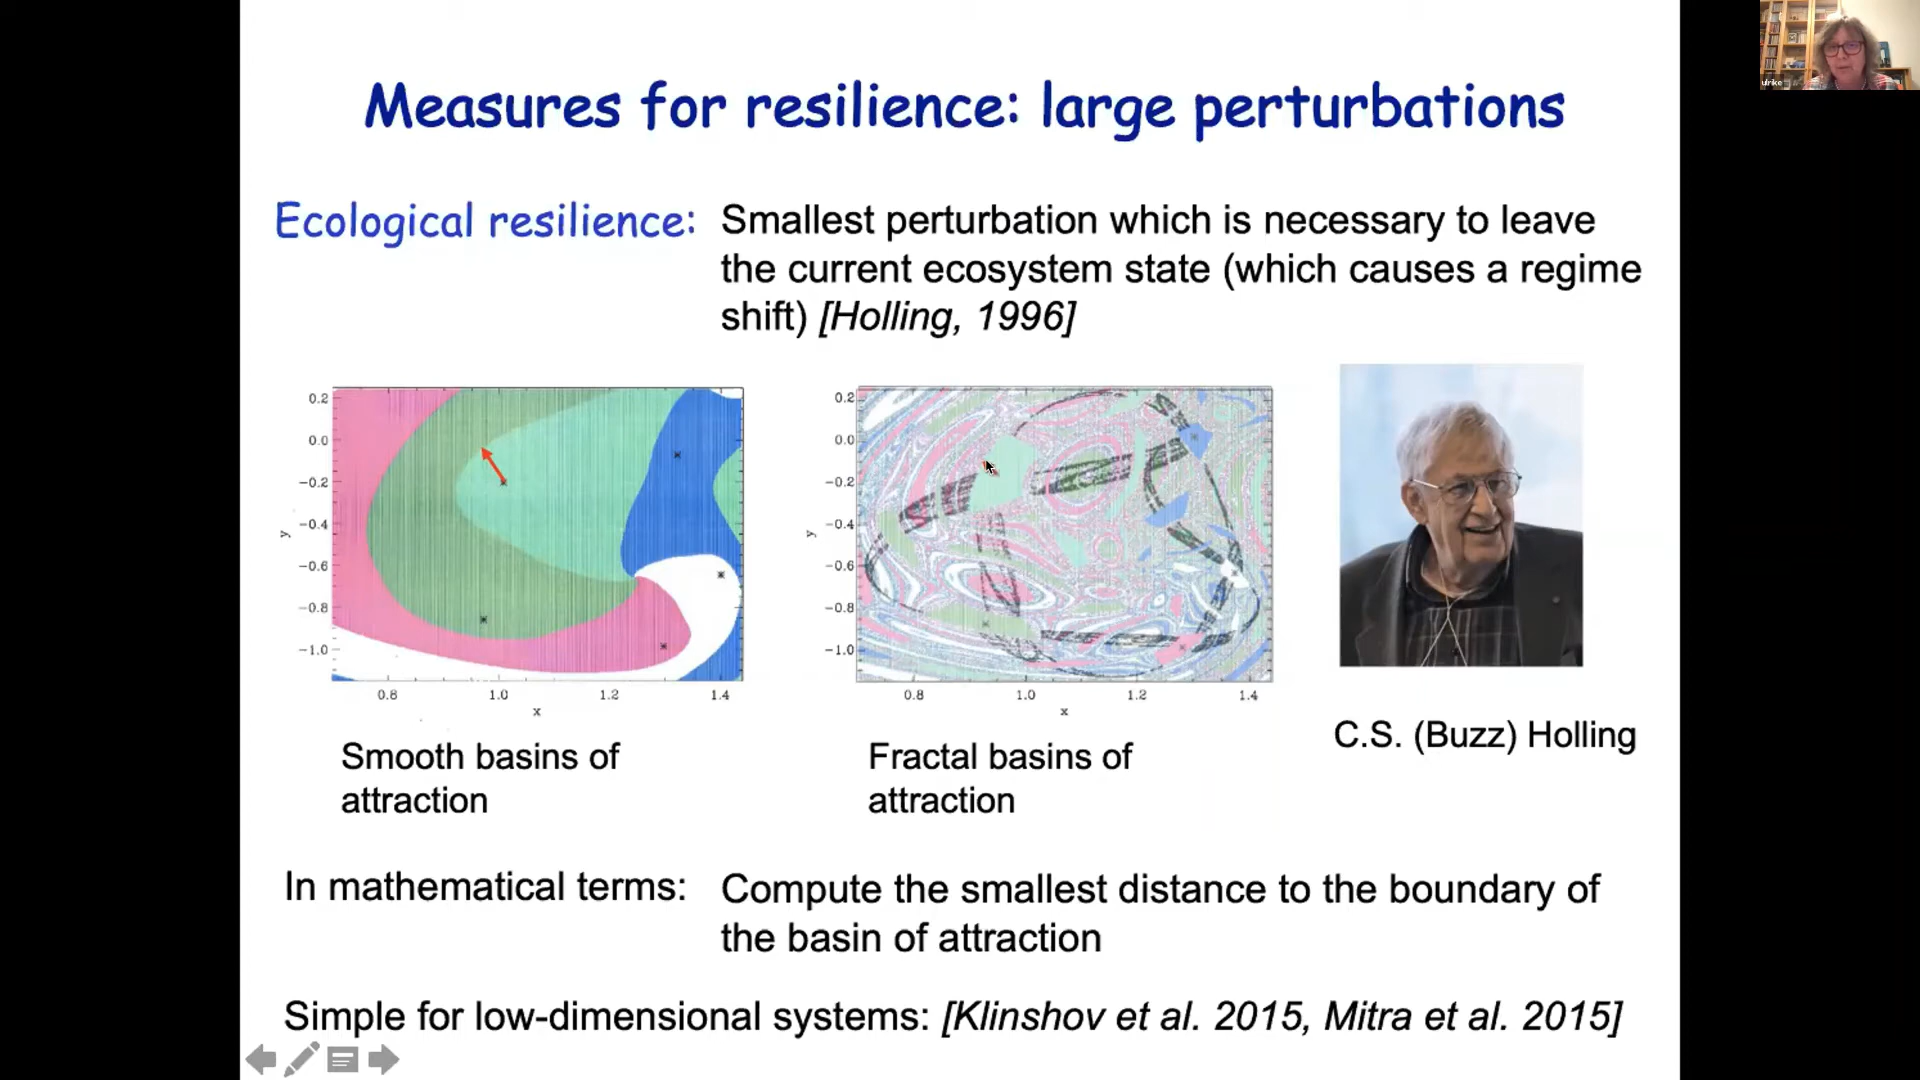 ulrike
Measures for resilience: large perturbations
Ecological resilience:
Smallest perturbation which is necessary to leave
the current ecosystem state (which causes a regime
shift) [Holling, 1996]
0.2
0.0
-0.2
-0.4
-0.6
-0.8
-1.0
y
0.8 1.0 1.2 1.4
x
Smooth basins of
attraction
0.2
0.0
-0.2
-0.4
-0.6
-0.8
-1.0
y
0.8 1.0 1.2 1.4
x
Fractal basins of
attraction
C.S. (Buzz) Holling
In mathematical terms:
Compute the smallest distance to the boundary of
the basin of attraction
Simple for low-dimensional systems: [Klinshov et al. 2015, Mitra et al. 2015]